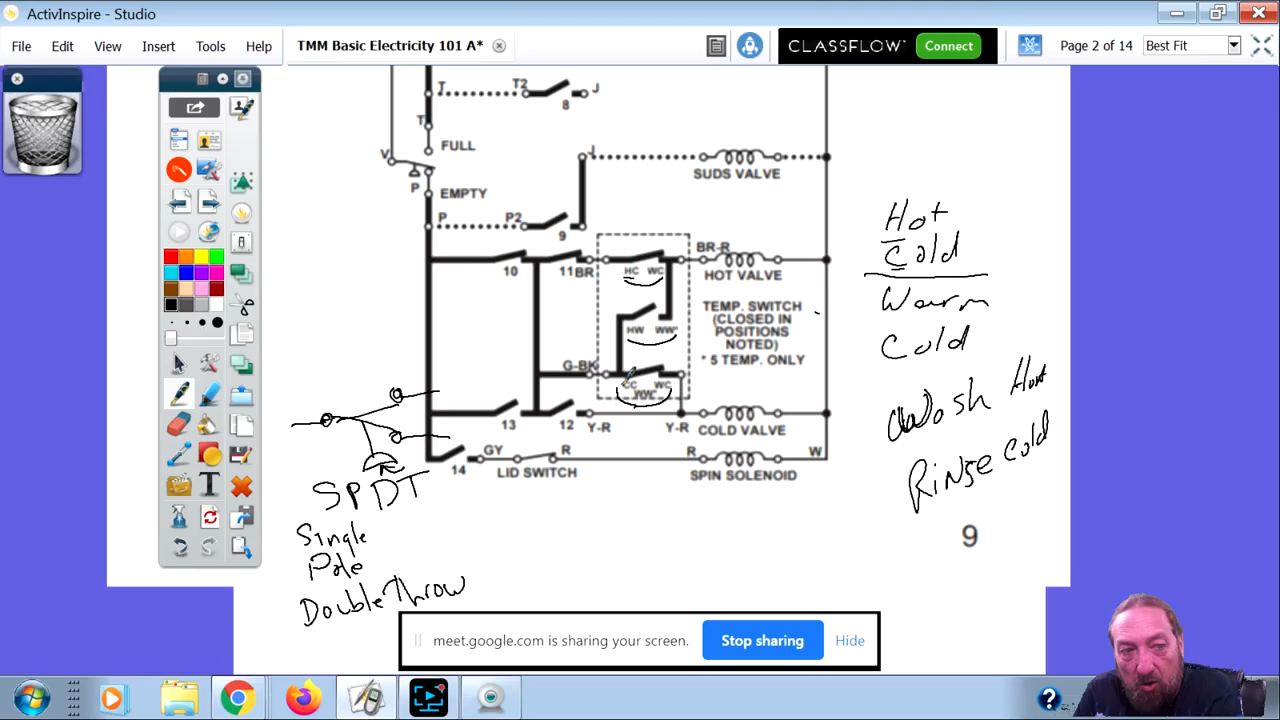 ActivInspire - Studio
File Edit View Insert Tools Help TMM Basic Electricity 101 A* CLASSFLOW Connect Page 2 of 14 Best Fit
T T2 J
8
T
FULL
V
P EMPTY
J
SUDS VALVE
P P2
9
10 11 BR HC WC BR-R
HOT VALVE
TEMP. SWITCH
(CLOSED IN
POSITIONS
NOTED)
* 5 TEMP. ONLY
HW WW*
G-BK
CC WC
WW*
13 12 Y-R Y-R COLD VALVE
14 GY LID SWITCH R R SPIN SOLENOID W
Hot
Cold
Warm
Cold
Wash Hot
Rinse Cold
9
SPDT
Single
Pole
Double Throw
meet.google.com is sharing your screen. Stop sharing Hide